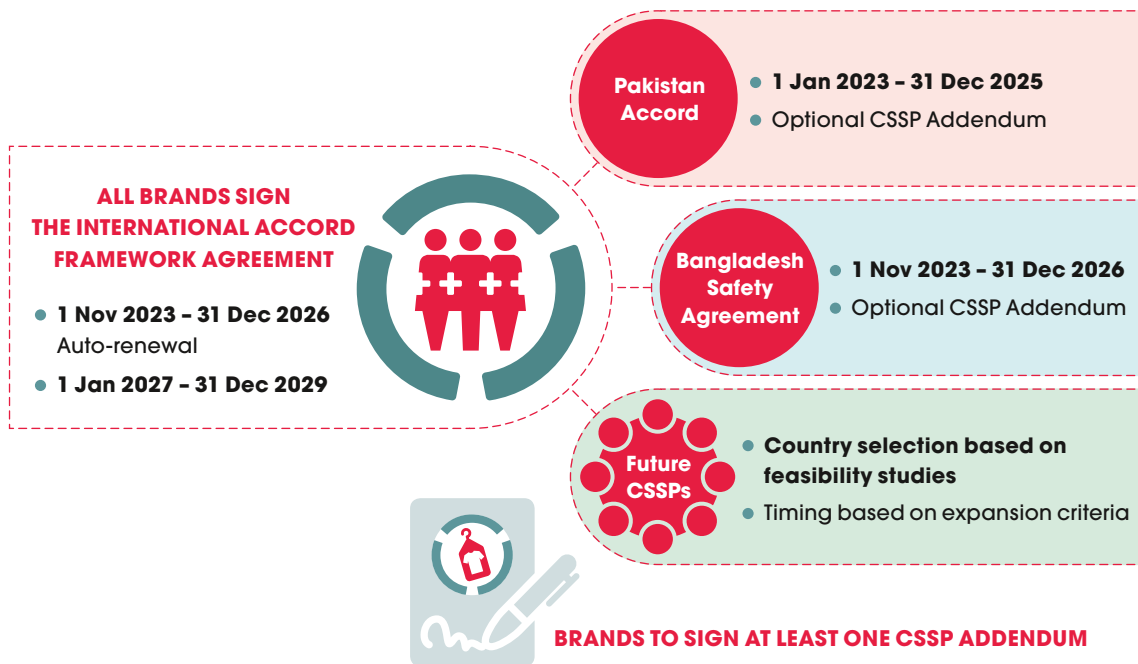 ALL BRANDS SIGN
THE INTERNATIONAL ACCORD
FRAMEWORK AGREEMENT
• 1 Nov 2023 – 31 Dec 2026
Auto-renewal
• 1 Jan 2027 – 31 Dec 2029
Pakistan
Accord
• 1 Jan 2023 – 31 Dec 2025
• Optional CSSP Addendum
Bangladesh
Safety
Agreement
• 1 Nov 2023 – 31 Dec 2026
• Optional CSSP Addendum
Future
CSSPs
• Country selection based on
feasibility studies
• Timing based on expansion criteria
BRANDS TO SIGN AT LEAST ONE CSSP ADDENDUM